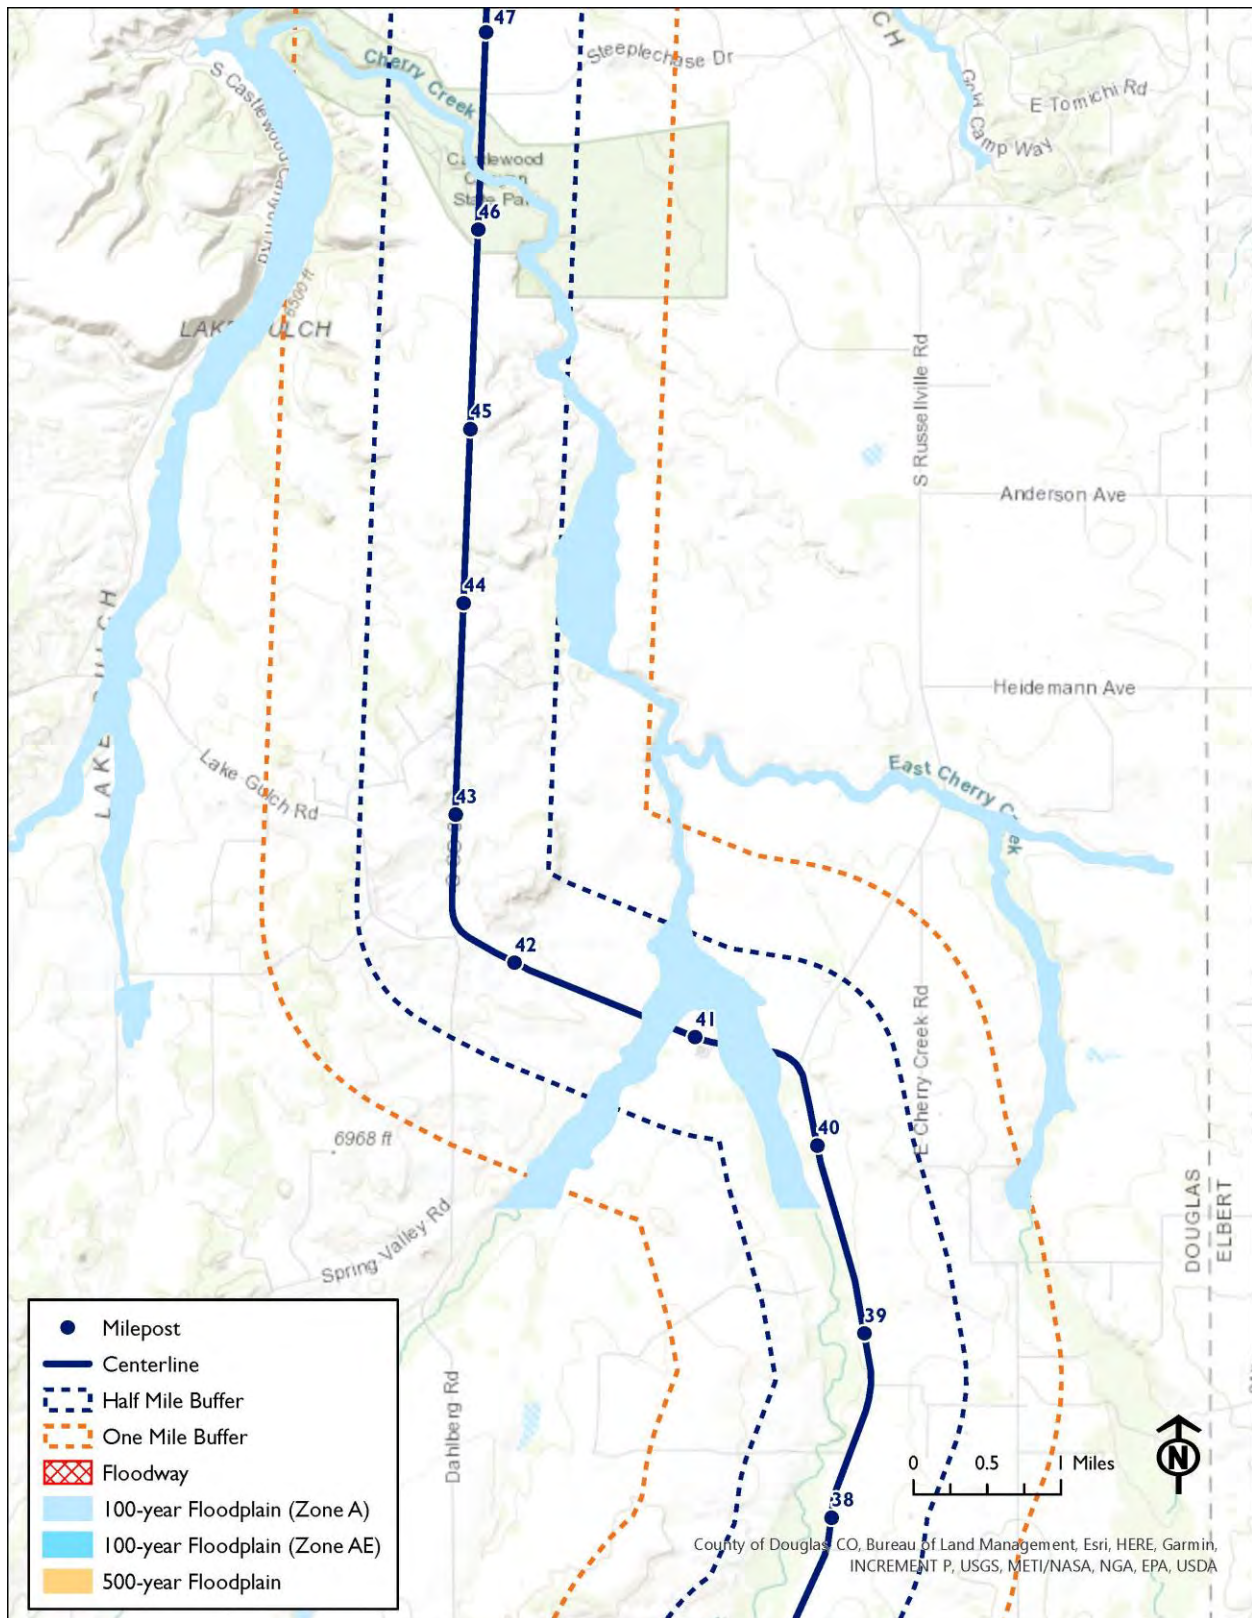 47
Steeplechase Dr
CH
Cherry Creek
S Castlewood Canyon Rd
Gold Camp Way
E Tomichi Rd
46
6500 ft
S Russellville Rd
45
Anderson Ave
44
LAKE
Heidemann Ave
Lake Gulch Rd
East Cherry
43
42
41
E Cherry Creek Rd
40
6968 ft
Spring Valley Rd
DOUGLAS
ELBERT
39
Dahlberg Rd
38
0 0.5 1 Miles
N
Milepost
Centerline
Half Mile Buffer
One Mile Buffer
Floodway
100-year Floodplain (Zone A)
100-year Floodplain (Zone AE)
500-year Floodplain
County of Douglas, CO, Bureau of Land Management, Esri, HERE, Garmin,
INCREMENT P, USGS, METI/NASA, NGA, EPA, USDA